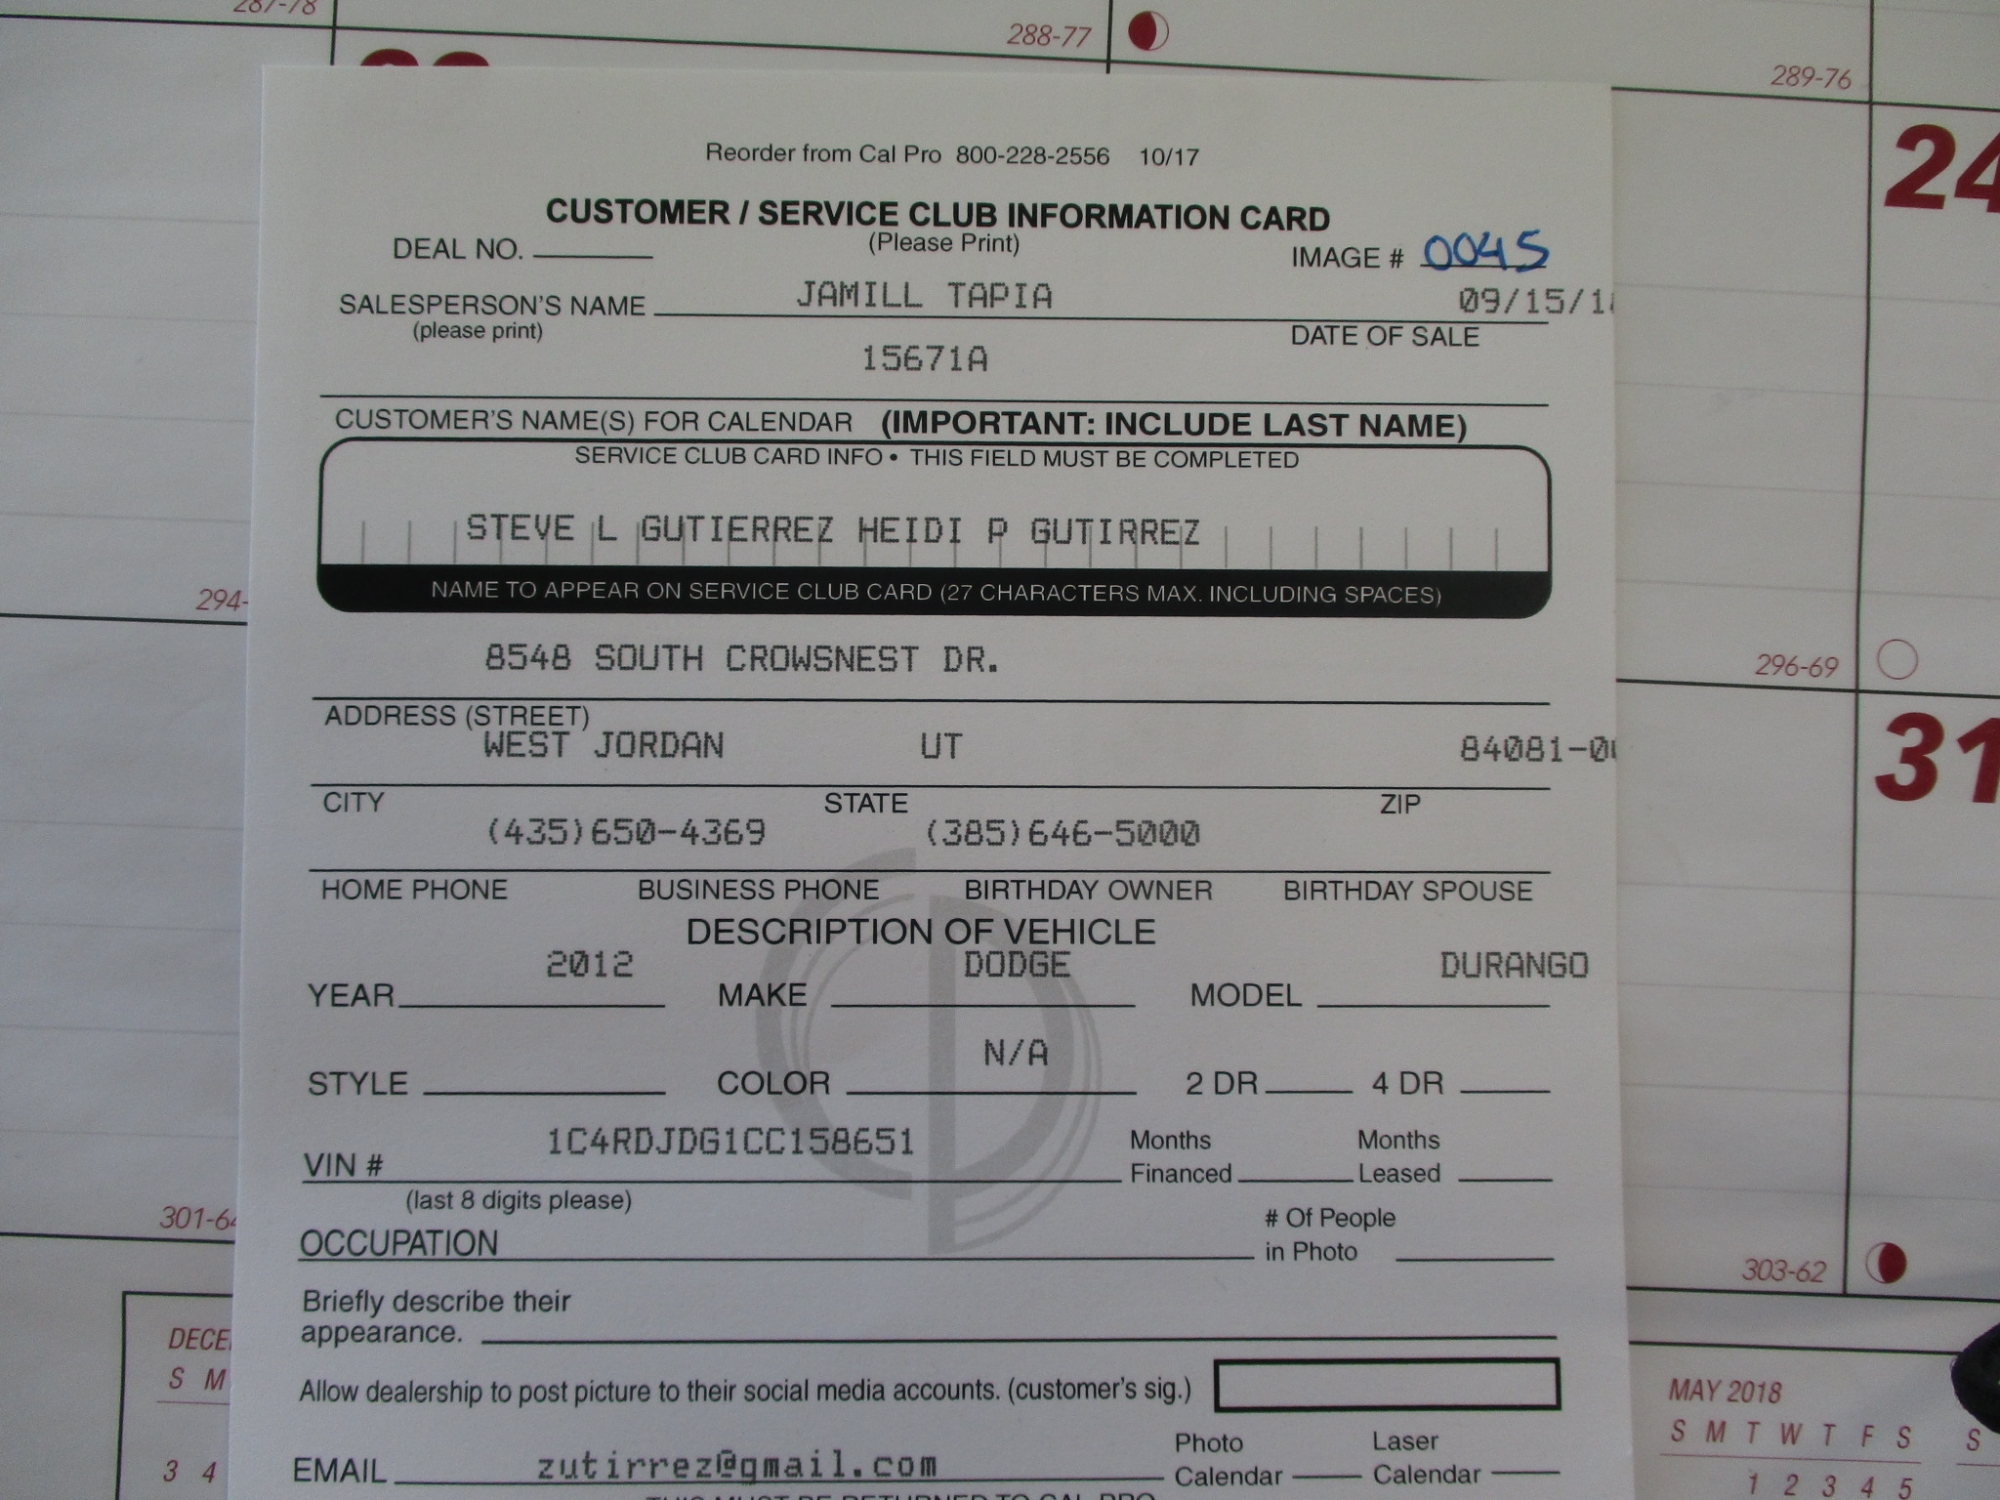 287-78
288-77
289-76
24
Reorder from Cal Pro 800-228-2556 10/17
CUSTOMER / SERVICE CLUB INFORMATION CARD
(Please Print)
DEAL NO.
IMAGE # 0045
JAMILL TAPIA
09/15/1
SALESPERSON'S NAME
(please print)
DATE OF SALE
15671A
CUSTOMER'S NAME(S) FOR CALENDAR (IMPORTANT: INCLUDE LAST NAME)
SERVICE CLUB CARD INFO • THIS FIELD MUST BE COMPLETED
STEVE L GUTIERREZ HEIDI P GUTIRREZ
NAME TO APPEAR ON SERVICE CLUB CARD (27 CHARACTERS MAX. INCLUDING SPACES)
294-
8548 SOUTH CROWSNEST DR.
296-69
ADDRESS (STREET)
WEST JORDAN UT 84081-0
31
CITY STATE ZIP
(435)650-4369 (385)646-5000
HOME PHONE BUSINESS PHONE BIRTHDAY OWNER BIRTHDAY SPOUSE
DESCRIPTION OF VEHICLE
2012 DODGE DURANGO
YEAR MAKE MODEL
N/A
STYLE COLOR 2 DR 4 DR
1C4RDJDG1CC158651
VIN #
(last 8 digits please)
Months Financed
Months Leased
301-64
OCCUPATION
# Of People in Photo
303-62
Briefly describe their
appearance.
DECE
S M
3 4
Allow dealership to post picture to their social media accounts. (customer's sig.)
MAY 2018
S M T W T F S
S
1 2 3 4 5
EMAIL zutirrez@gmail.com
Photo Calendar
Laser Calendar